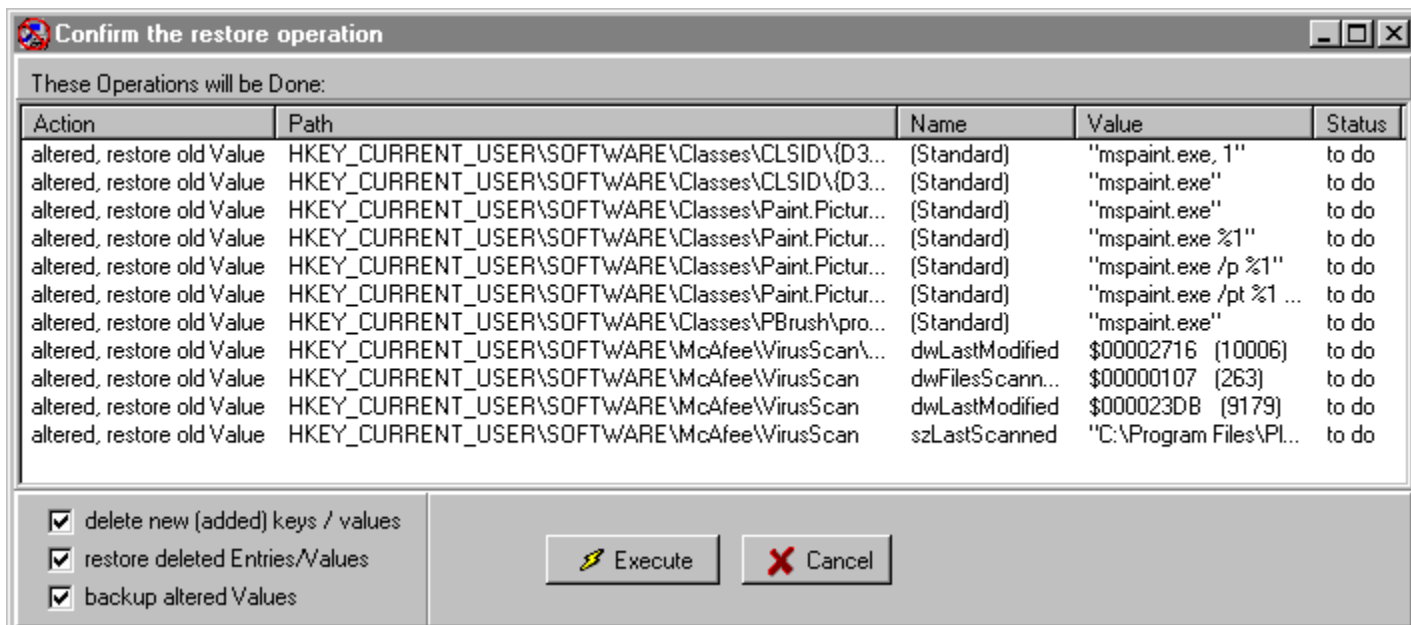 Confirm the restore operation
These Operations will be Done:
Action Path Name Value Status
altered, restore old Value HKEY_CURRENT_USER\SOFTWARE\Classes\CLSID\{D3... (Standard) "mspaint.exe, 1" to do
altered, restore old Value HKEY_CURRENT_USER\SOFTWARE\Classes\CLSID\{D3... (Standard) "mspaint.exe" to do
altered, restore old Value HKEY_CURRENT_USER\SOFTWARE\Classes\Paint.Pictur... (Standard) "mspaint.exe" to do
altered, restore old Value HKEY_CURRENT_USER\SOFTWARE\Classes\Paint.Pictur... (Standard) "mspaint.exe %1" to do
altered, restore old Value HKEY_CURRENT_USER\SOFTWARE\Classes\Paint.Pictur... (Standard) "mspaint.exe /p %1" to do
altered, restore old Value HKEY_CURRENT_USER\SOFTWARE\Classes\Paint.Pictur... (Standard) "mspaint.exe /pt %1 ... to do
altered, restore old Value HKEY_CURRENT_USER\SOFTWARE\Classes\PBrush\pro... (Standard) "mspaint.exe" to do
altered, restore old Value HKEY_CURRENT_USER\SOFTWARE\McAfee\VirusScan\... dwLastModified $00002716 (10006) to do
altered, restore old Value HKEY_CURRENT_USER\SOFTWARE\McAfee\VirusScan dwFilesScann... $00000107 (263) to do
altered, restore old Value HKEY_CURRENT_USER\SOFTWARE\McAfee\VirusScan dwLastModified $000023DB (9179) to do
altered, restore old Value HKEY_CURRENT_USER\SOFTWARE\McAfee\VirusScan szLastScanned "C:\Program Files\Pl... to do
delete new (added) keys / values
restore deleted Entries/Values
backup altered Values
Execute Cancel